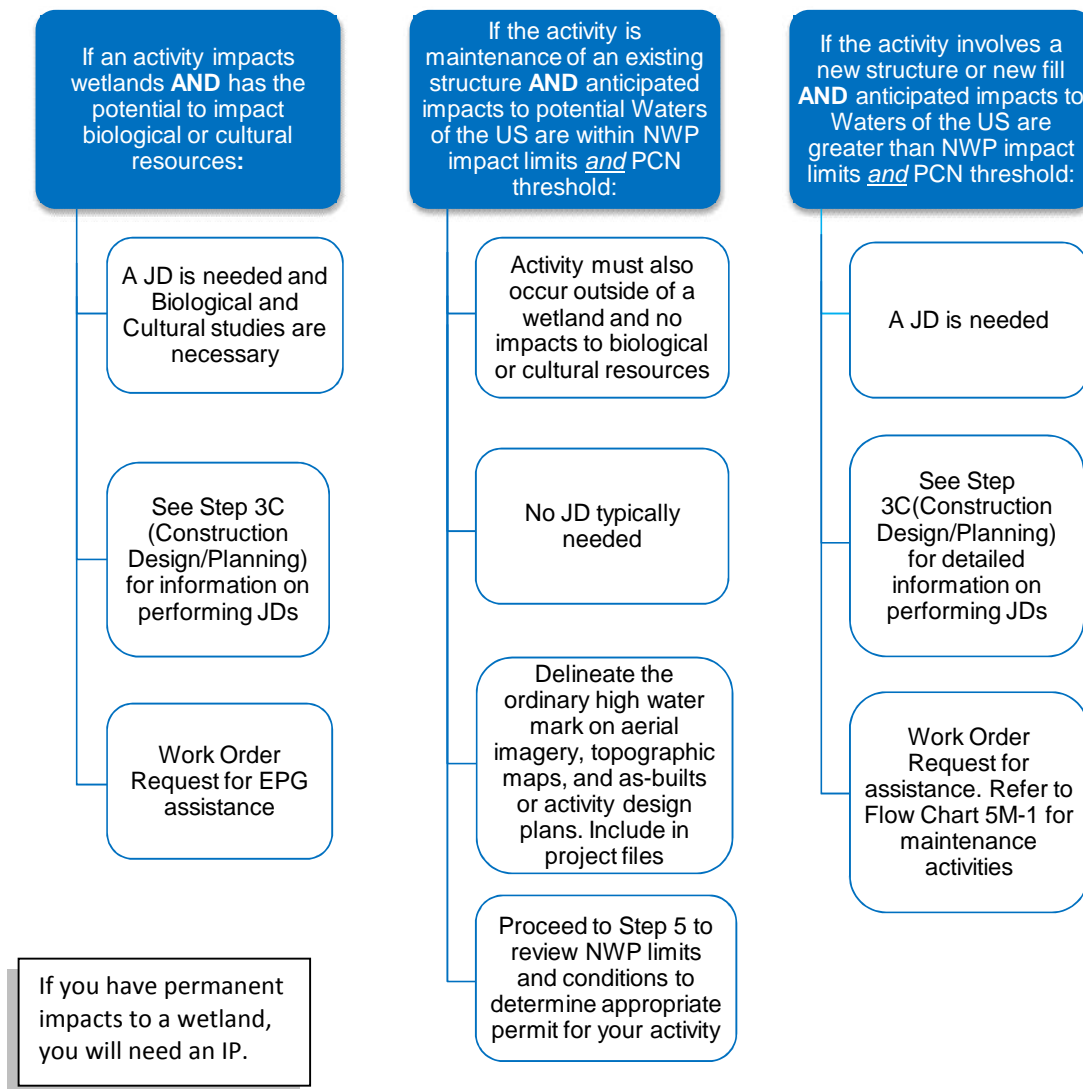 If an activity impacts
wetlands AND has the
potential to impact
biological or cultural
resources:
A JD is needed and
Biological and
Cultural studies are
necessary
See Step 3C
(Construction
Design/Planning)
for information on
performing JDs
Work Order
Request for EPG
assistance
If you have permanent
impacts to a wetland,
you will need an IP.
If the activity is
maintenance of an existing
structure AND anticipated
impacts to potential Waters
of the US are within NWP
impact limits and PCN
threshold:
Activity must also
occur outside of a
wetland and no
impacts to biological
or cultural resources
No JD typically
needed
Delineate the
ordinary high water
mark on aerial
imagery, topographic
maps, and as-builts
or activity design
plans. Include in
project files
Proceed to Step 5 to
review NWP limits
and conditions to
determine appropriate
permit for your activity
If the activity involves a
new structure or new fill
AND anticipated impacts to
Waters of the US are
greater than NWP impact
limits and PCN threshold:
A JD is needed
See Step
3C(Construction
Design/Planning)
for detailed
information on
performing JDs
Work Order
Request for
assistance. Refer to
Flow Chart 5M-1 for
maintenance
activities